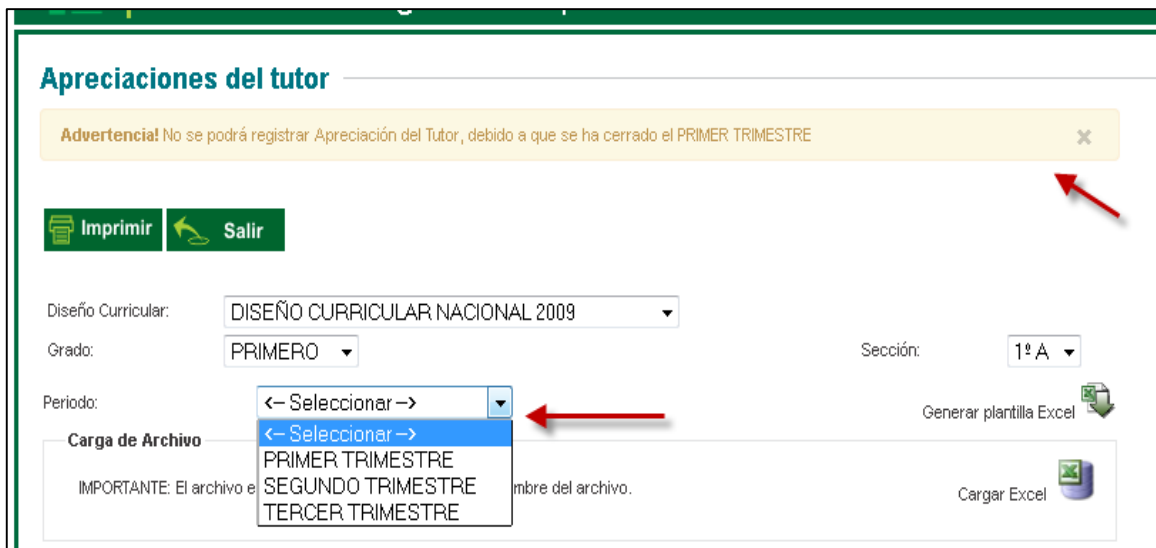 Apreciaciones del tutor
Advertencia! No se podrá registrar Apreciación del Tutor, debido a que se ha cerrado el PRIMER TRIMESTRE ×
Imprimir Salir
Diseño Curricular: DISEÑO CURRICULAR NACIONAL 2009
Grado: PRIMERO Sección: 1º A
Periodo: <-- Seleccionar --> Generar plantilla Excel
<-- Seleccionar -->
Carga de Archivo
PRIMER TRIMESTRE
IMPORTANTE: El archivo e SEGUNDO TRIMESTRE mbre del archivo. Cargar Excel
TERCER TRIMESTRE